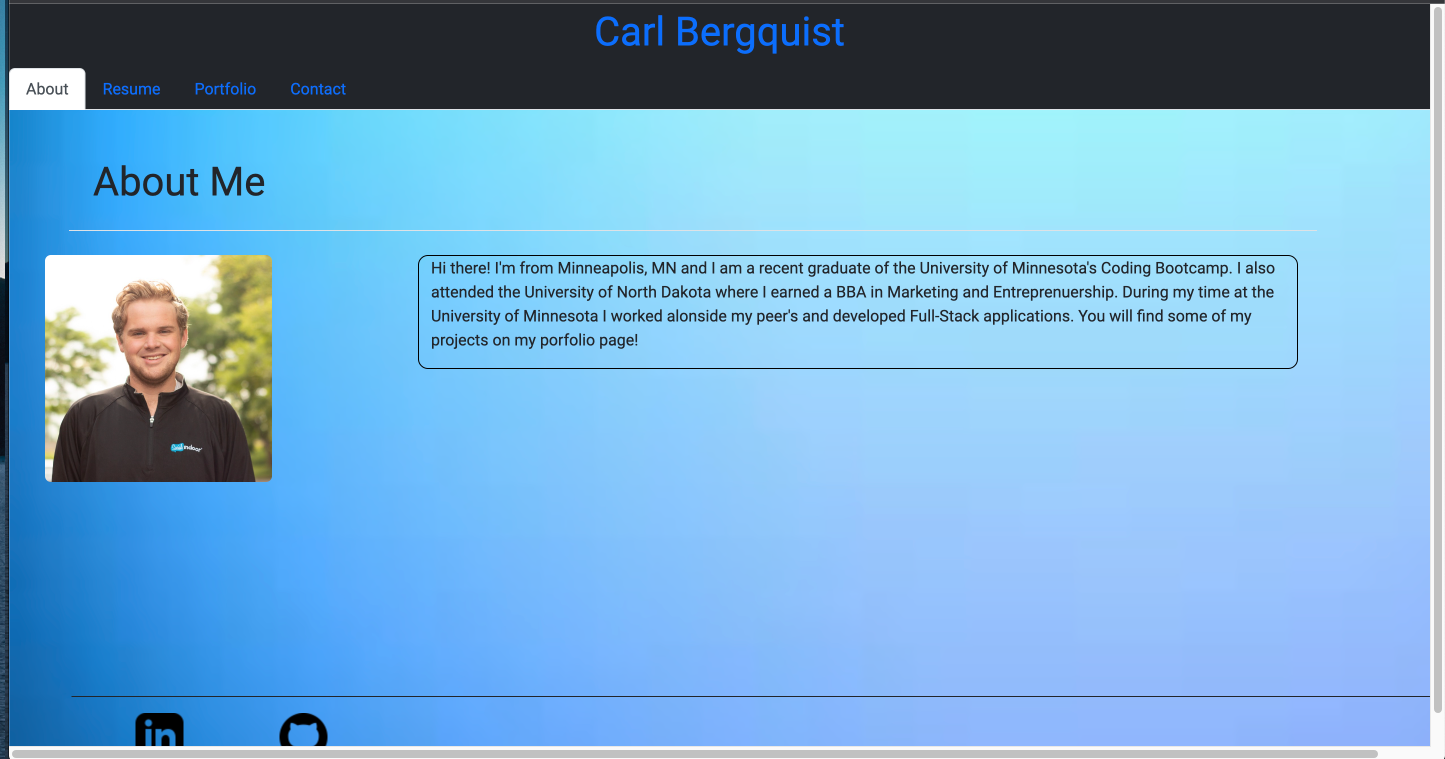 Carl Bergquist
About Resume Portfolio Contact
About Me
Hi there! I'm from Minneapolis, MN and I am a recent graduate of the University of Minnesota's Coding Bootcamp. I also
attended the University of North Dakota where I earned a BBA in Marketing and Entreprenuership. During my time at the
University of Minnesota I worked alonside my peer's and developed Full-Stack applications. You will find some of my
projects on my porfolio page!
indoor
in